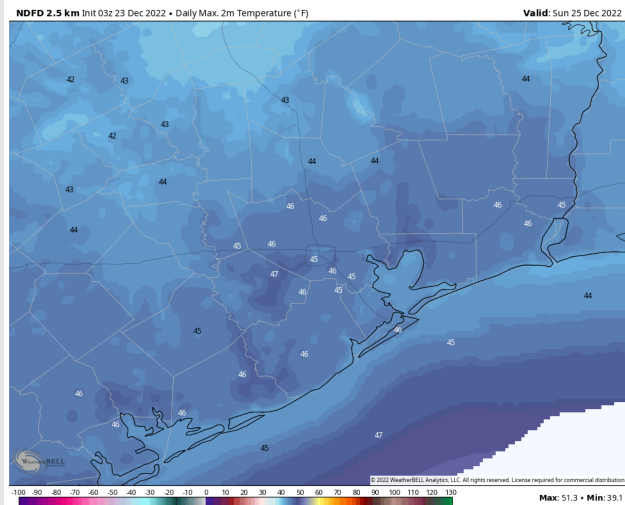 NDFD 2.5 km Init 03z 23 Dec 2022 • Daily Max. 2m Temperature (°F)
Valid: Sun 25 Dec 2022
42 43 44
43
43
42
44 44
43 44
46 46 45
46 46
44
45 46
45
47 46 45
46 45 44
45 46
45
46
46
46
46 46
47
45
WeatherBELL
© 2022 WeatherBELL Analytics, LLC. All rights reserved. License required for commercial distribution.
-100 -90 -80 -70 -60 -50 -40 -30 -20 -10 0 10 20 30 40 50 60 70 80 90 100 110 120 130
Max: 51.3 • Min: 39.1